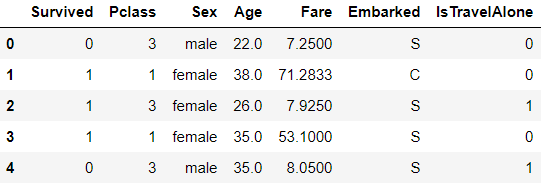 Survived Pclass Sex Age Fare Embarked IsTravelAlone
0 0 3 male 22.0 7.2500 S 0
1 1 1 female 38.0 71.2833 C 0
2 1 3 female 26.0 7.9250 S 1
3 1 1 female 35.0 53.1000 S 0
4 0 3 male 35.0 8.0500 S 1